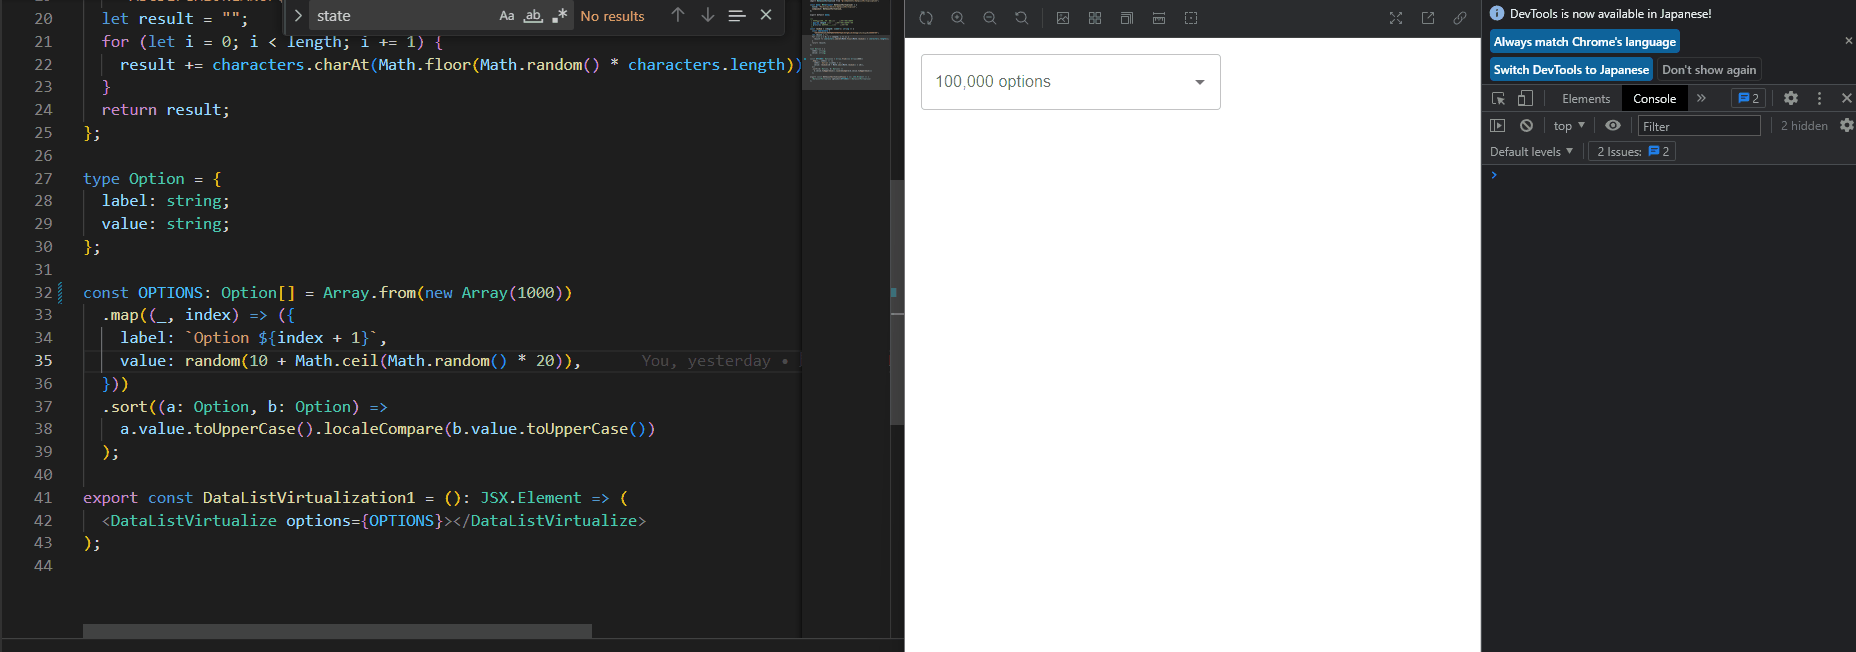 20 let result = "";
21 for (let i = 0; i < length; i += 1) {
22 result += characters.charAt(Math.floor(Math.random() * characters.length))
23 }
24 return result;
25 };
26
27 type Option = {
28 label: string;
29 value: string;
30 };
31
32 const OPTIONS: Option[] = Array.from(new Array(1000))
33 .map((_, index) => ({
34 label: `Option ${index + 1}`,
35 value: random(10 + Math.ceil(Math.random() * 20)), You, yesterday •
36 }))
37 .sort((a: Option, b: Option) =>
38 a.value.toUpperCase().localeCompare(b.value.toUpperCase())
39 );
40
41 export const DataListVirtualization1 = (): JSX.Element => (
42 <DataListVirtualize options={OPTIONS}></DataListVirtualize>
43 );
44
state Aa ab .* No results
100,000 options
DevTools is now available in Japanese!
Always match Chrome's language
Switch DevTools to Japanese Don't show again
Elements Console » 2
top Filter 2 hidden
Default levels 2 Issues: 2